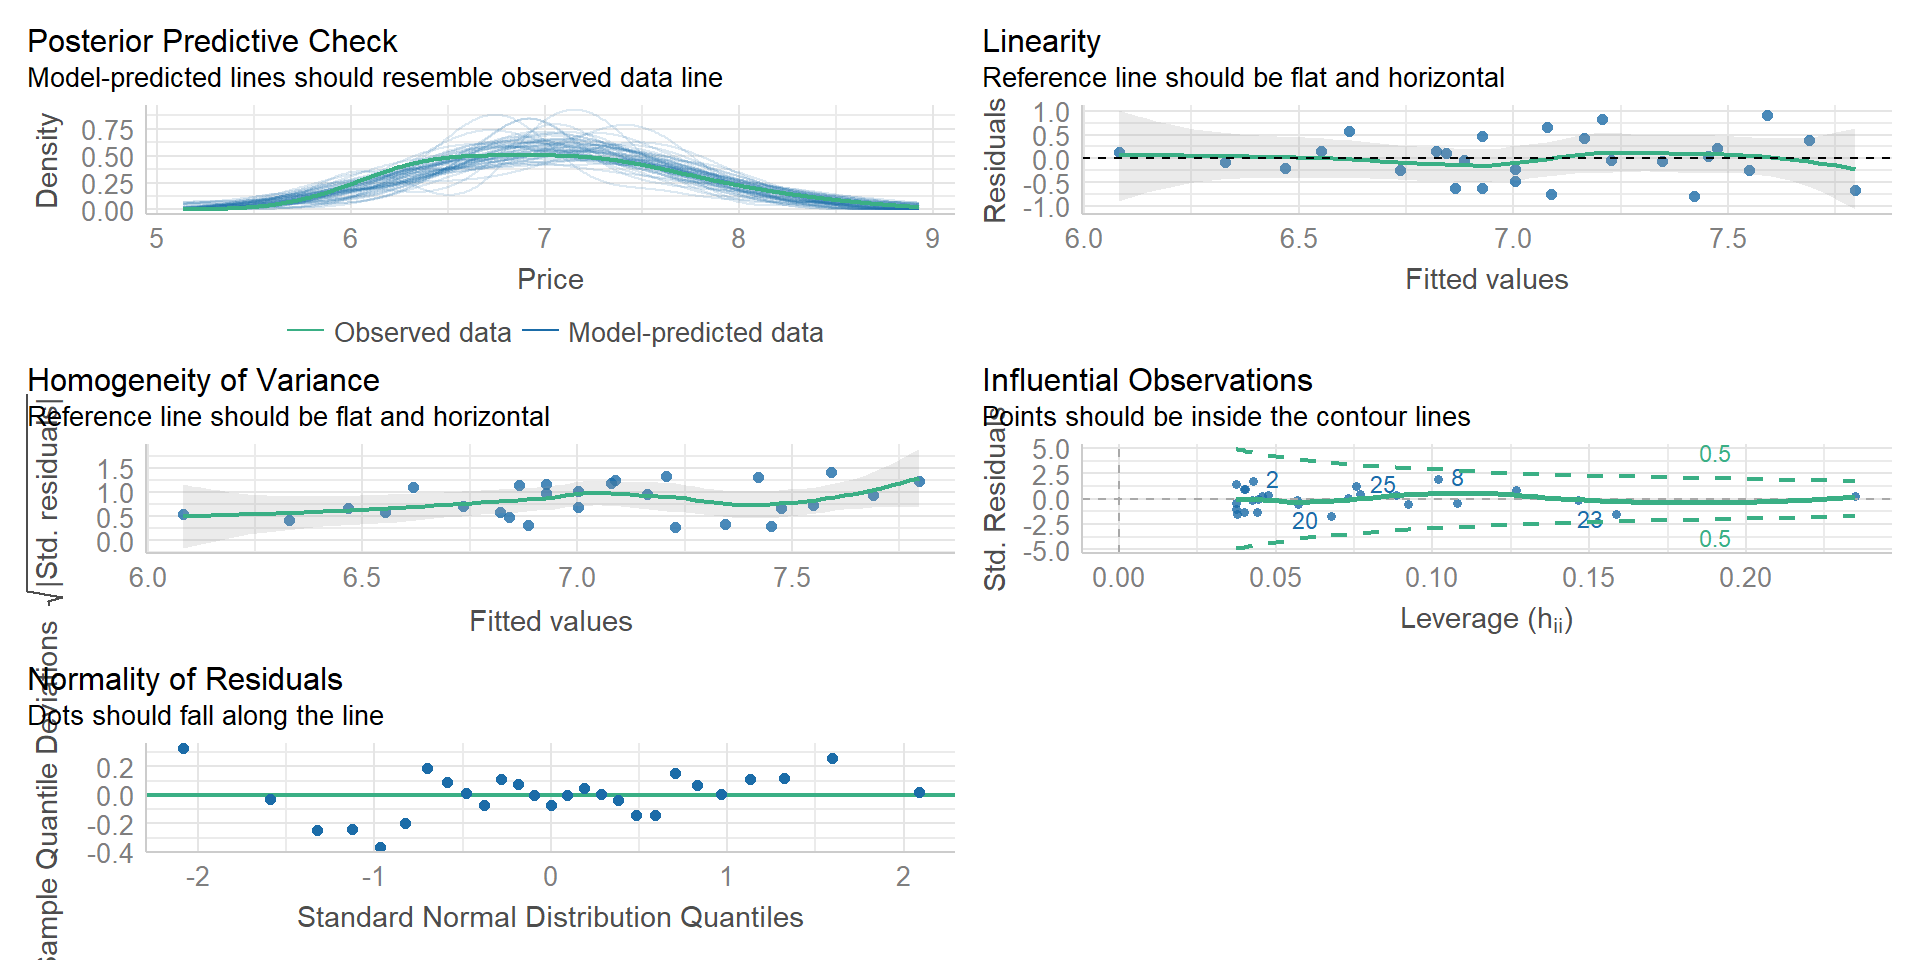 Posterior Predictive Check
Model-predicted lines should resemble observed data line
Density
0.75
0.50
0.25
0.00
5 6 7 8 9
Price
Observed data Model-predicted data
Linearity
Reference line should be flat and horizontal
Residuals
1.0
0.5
0.0
-0.5
-1.0
6.0 6.5 7.0 7.5
Fitted values
Homogeneity of Variance
Reference line should be flat and horizontal
√|Std. residuals|
1.5
1.0
0.5
0.0
6.0 6.5 7.0 7.5
Fitted values
Influential Observations
Points should be inside the contour lines
Std. Residuals
5.0
2.5
0.0
-2.5
-5.0
0.5
2
25
8
20
23
0.5
0.00 0.05 0.10 0.15 0.20
Leverage (hii)
Normality of Residuals
Dots should fall along the line
Sample Quantile Deviations
0.2
0.0
-0.2
-0.4
-2 -1 0 1 2
Standard Normal Distribution Quantiles